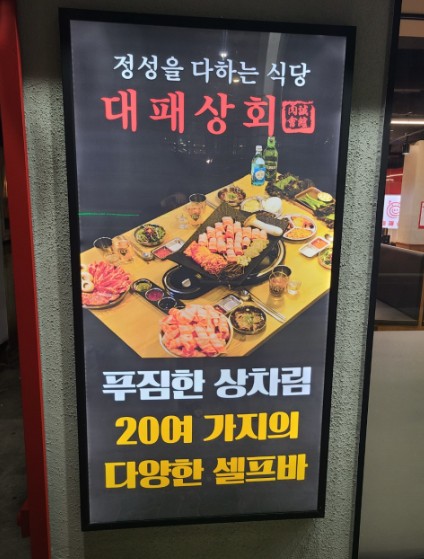 정성을 다하는 식당
대패상회
푸짐한 상차림
20여 가지의
다양한 셀프바